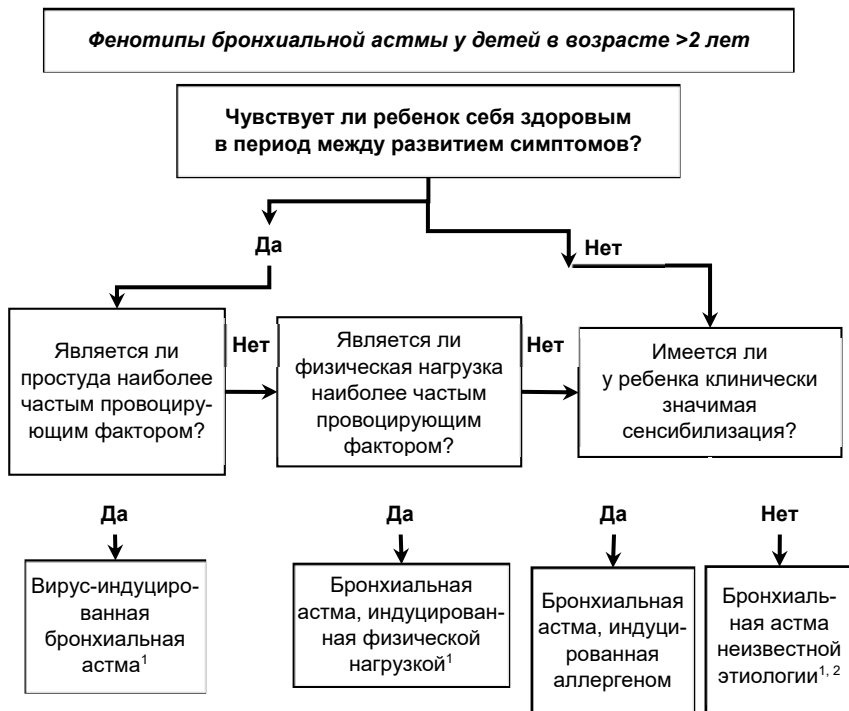 Фенотипы бронхиальной астмы у детей в возрасте >2 лет
Чувствует ли ребенок себя здоровым
в период между развитием симптомов?
Да
Нет
Является ли
простуда наиболее
частым провоциру-
ющим фактором?
Нет
Является ли
физическая нагрузка
наиболее частым
провоцирующим
фактором?
Нет
Имеется ли
у ребенка клинически
значимая
сенсибилизация?
Да
Да
Да
Нет
Вирус-индуциро-
ванная
бронхиальная
астма¹
Бронхиальная
астма, индуцирован-
ная физической
нагрузкой¹
Бронхиальная
астма, индуци-
рованная
аллергеном
Бронхиаль-
ная астма
неизвестной
этиологии¹, ²